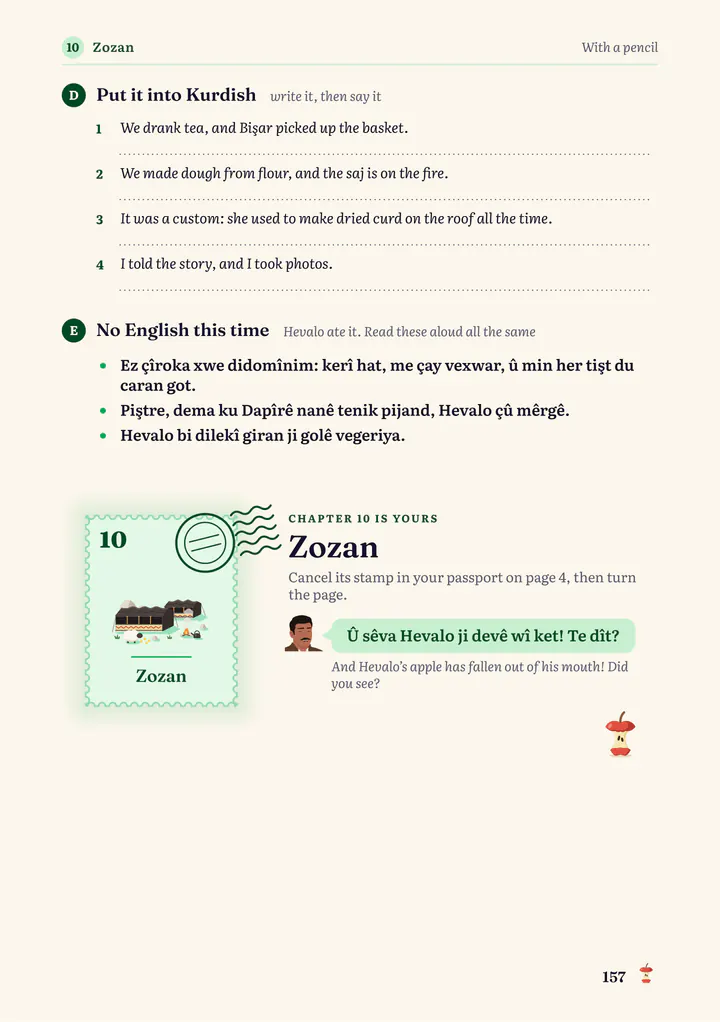 10 Zozan With a pencil
D Put it into Kurdish write it, then say it
1 We drank tea, and Bişar picked up the basket.
2 We made dough from flour, and the saj is on the fire.
3 It was a custom: she used to make dried curd on the roof all the time.
4 I told the story, and I took photos.
E No English this time Hevalo ate it. Read these aloud all the same
• Ez çîroka xwe didomînim: kerî hat, me çay vexwar, û min her tişt du
caran got.
• Piştre, dema ku Dapîrê nanê tenik pijand, Hevalo çû mêrgê.
• Hevalo bi dilekî giran ji golê vegeriya.
10
Zozan
CHAPTER 10 IS YOURS
Zozan
Cancel its stamp in your passport on page 4, then turn
the page.
Û sêva Hevalo ji devê wî ket! Te dît?
And Hevalo’s apple has fallen out of his mouth! Did
you see?
157